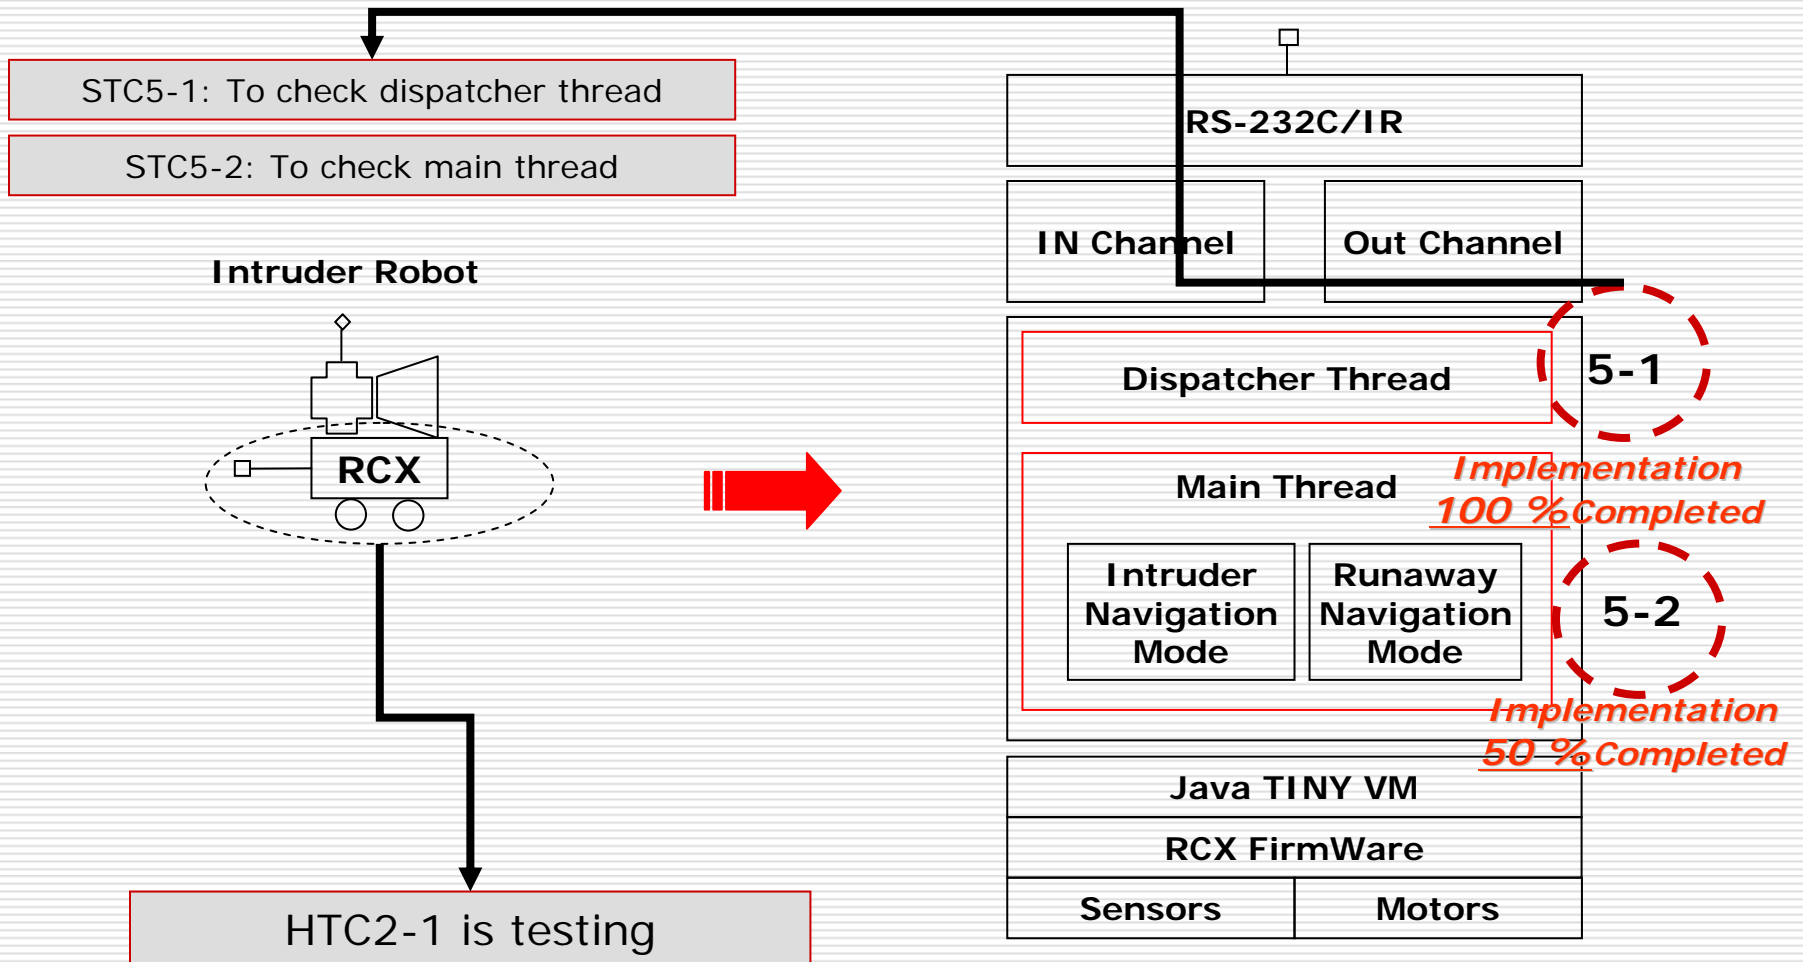 STC5-1: To check dispatcher thread
STC5-2: To check main thread
Intruder Robot
RCX
HTC2-1 is testing
RS-232C/IR
IN Channel
Out Channel
Dispatcher Thread
5-1
Implementation
100 % Completed
Main Thread
Intruder
Navigation
Mode
Runaway
Navigation
Mode
5-2
Implementation
50 % Completed
Java TINY VM
RCX FirmWare
Sensors
Motors